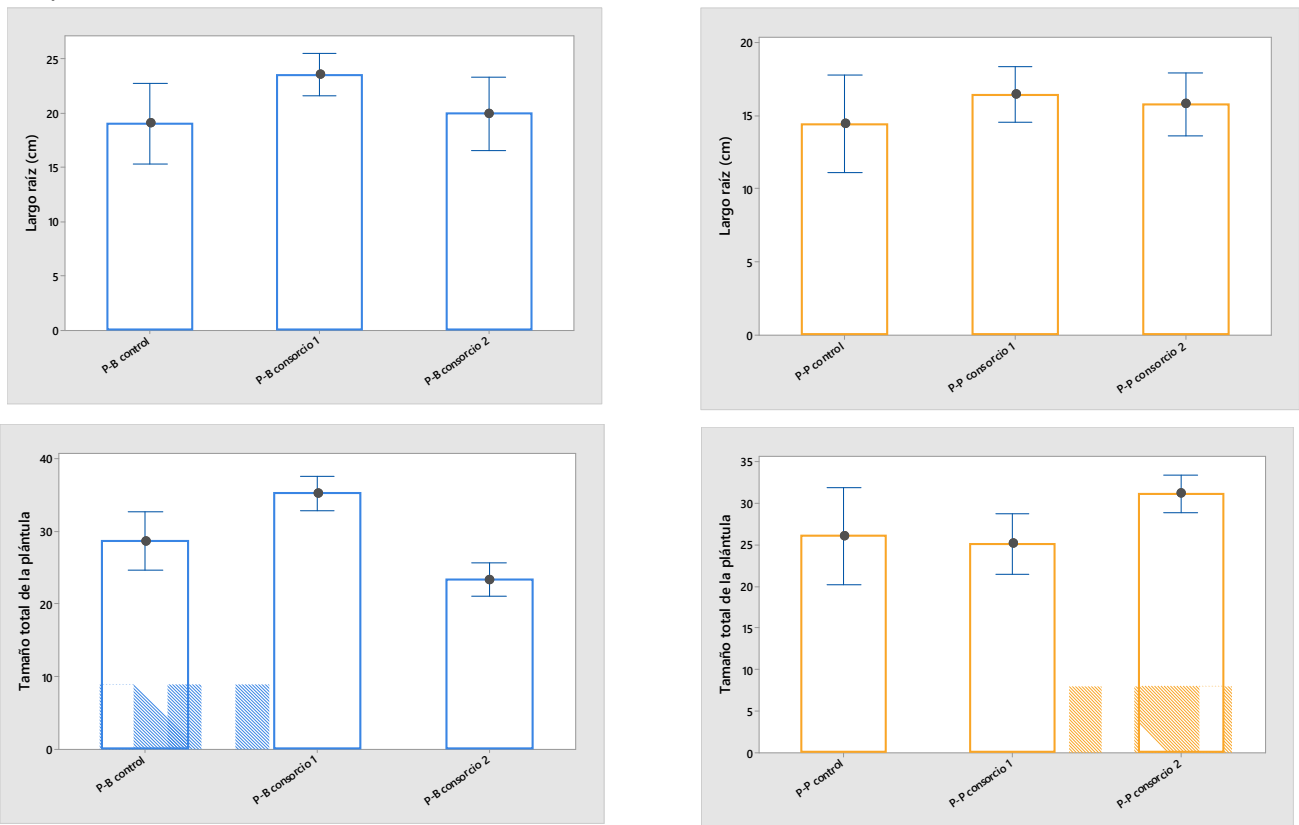 Largo raíz (cm)
25
20
15
10
5
0
P-B control
P-B consorcio 1
P-B consorcio 2
Largo raíz (cm)
20
15
10
5
0
P-P control
P-P consorcio 1
P-P consorcio 2
Tamaño total de la plántula
40
30
20
10
0
P-B control
P-B consorcio 1
P-B consorcio 2
Tamaño total de la plántula
35
30
25
20
15
10
5
0
P-P control
P-P consorcio 1
P-P consorcio 2